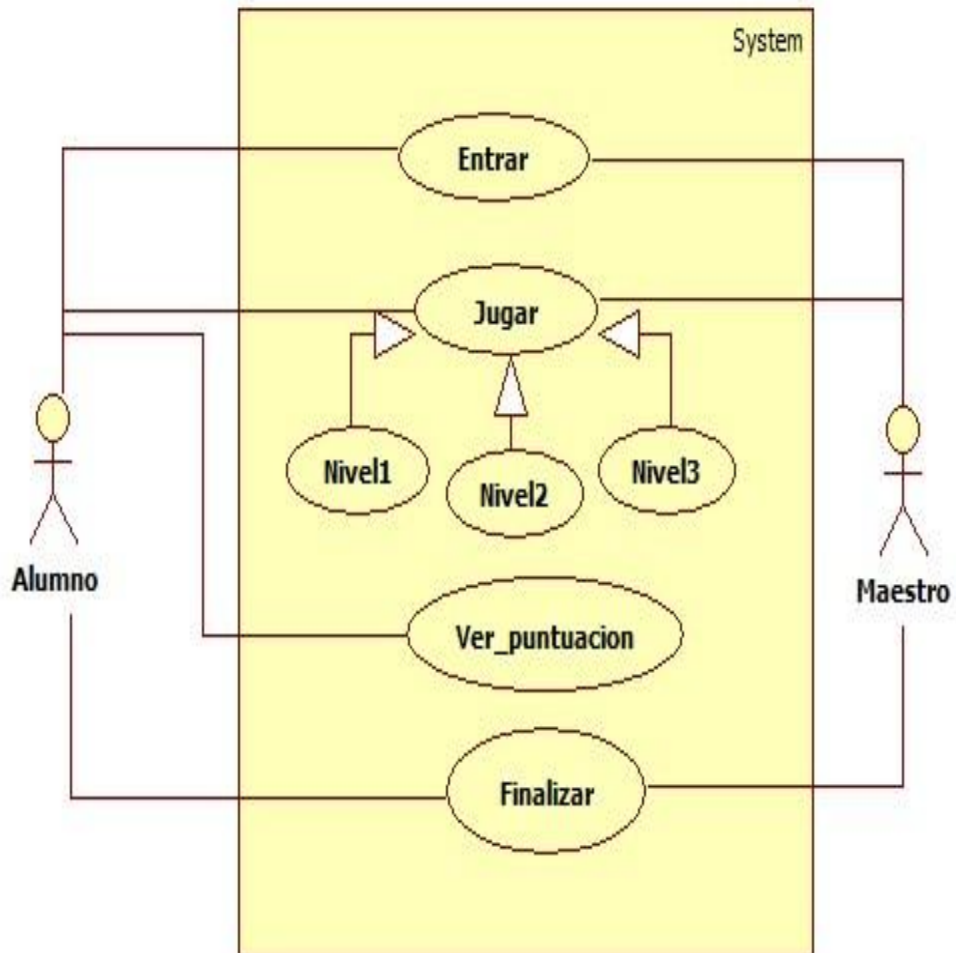 System
Entrar
Jugar
Nivel1
Nivel2
Nivel3
Alumno
Maestro
Ver_puntuacion
Finalizar